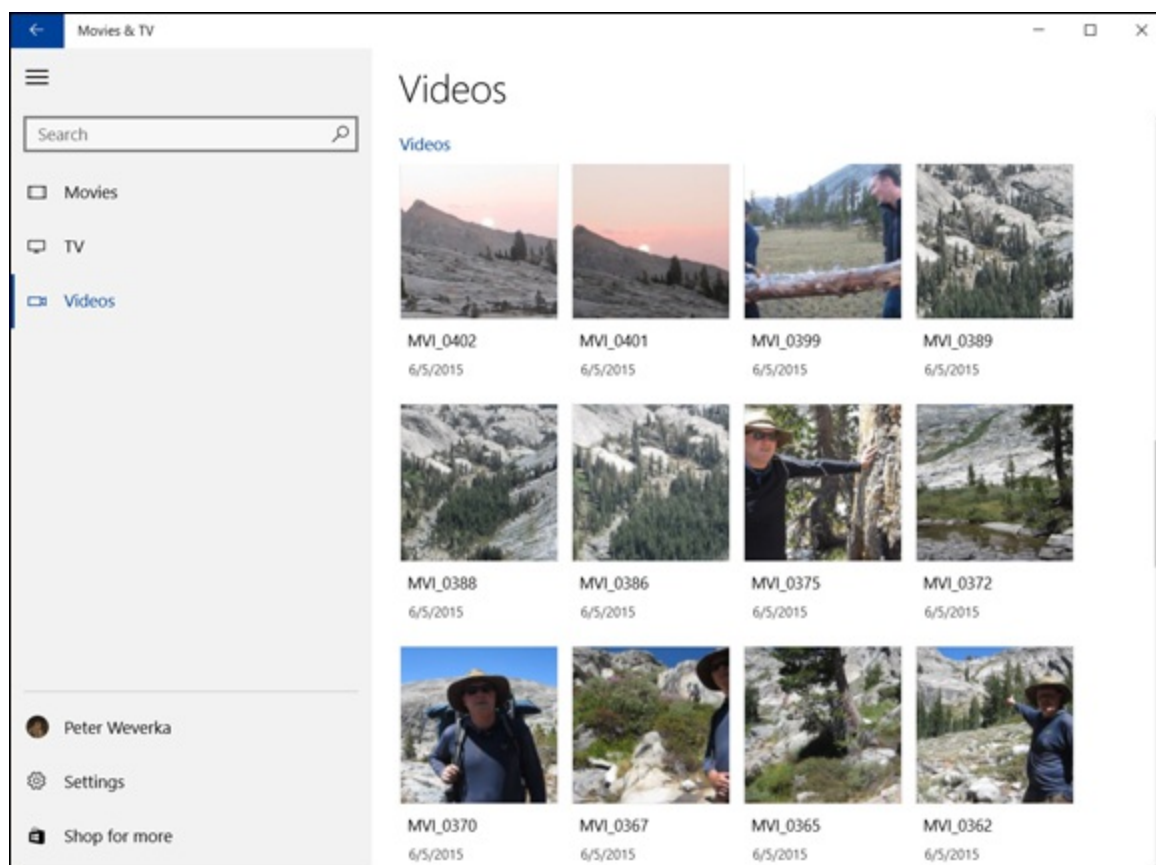 Movies & TV
Search
Movies
TV
Videos
Peter Weverka
Settings
Shop for more
Videos
Videos
MVI_0402 MVI_0401 MVI_0399 MVI_0389
6/5/2015 6/5/2015 6/5/2015 6/5/2015
MVI_0388 MVI_0386 MVI_0375 MVI_0372
6/5/2015 6/5/2015 6/5/2015 6/5/2015
MVI_0370 MVI_0367 MVI_0365 MVI_0362
6/5/2015 6/5/2015 6/5/2015 6/5/2015